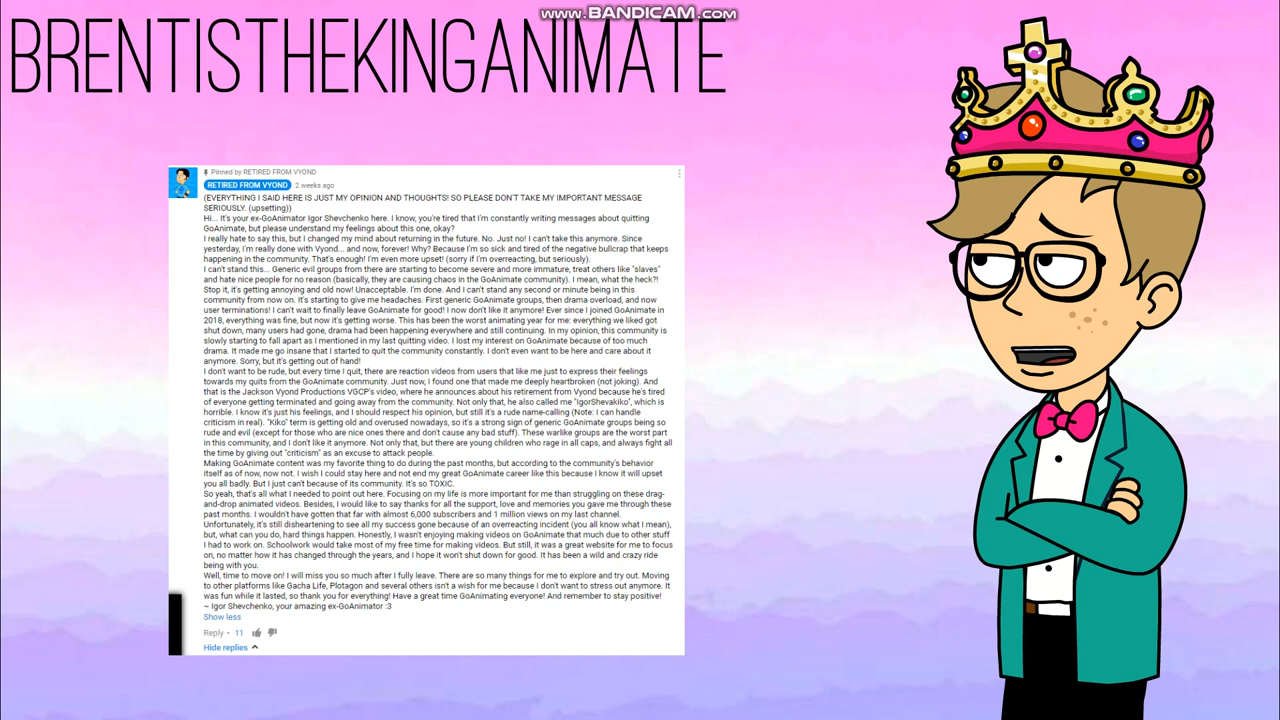 www.BANDICAM.com
BRENTISTHEKINGANIMATE
Pinned by RETIRED FROM VYOND
RETIRED FROM VYOND 2 weeks ago
(EVERYTHING I SAID HERE IS JUST MY OPINION AND THOUGHTS! SO PLEASE DON'T TAKE MY IMPORTANT MESSAGE
SERIOUSLY. (upsetting))
Hi... It's your ex-GoAnimator Igor Shevchenko here. I know, you're tired that I'm constantly writing messages about quitting
GoAnimate, but please understand my feelings about this one, okay?
I really hate to say this, but I changed my mind about returning in the future. No. Just no! I can't take this anymore. Since
yesterday, I'm really done with Vyond... and now, forever! Why? Because I'm so sick and tired of the negative bullcrap that keeps
happening in the community. That's enough! I'm even more upset! (sorry if I'm overreacting, but seriously).
I can't stand this... Generic evil groups from there are starting to become severe and more immature, treat others like "slaves"
and hate nice people for no reason (basically, they are causing chaos in the GoAnimate community). I mean, what the heck?!
Stop it, it's getting annoying and old now! Unacceptable. I'm done. And I can't stand any second or minute being in this
community from now on. It's starting to give me headaches. First generic GoAnimate groups, then drama overload, and now
user terminations! I can't wait to finally leave GoAnimate for good! I now don't like it anymore! Ever since I joined GoAnimate in
2018, everything was fine, but now it's getting worse. This has been the worst animating year for me: everything we liked got
shut down, many users had gone, drama had been happening everywhere and still continuing. In my opinion, this community is
slowly starting to fall apart as I mentioned in my last quitting video. I lost my interest on GoAnimate because of too much
drama. It made me go insane that I started to quit the community constantly. I don't even want to be here and care about it
anymore. Sorry, but it's getting out of hand!
I don't want to be rude, but every time I quit, there are reaction videos from users that like me just to express their feelings
towards my quits from the GoAnimate community. Just now, I found one that made me deeply heartbroken (not joking). And
that is the Jackson Vyond Productions VGCP's video, where he announces about his retirement from Vyond because he's tired
of everyone getting terminated and going away from the community. Not only that, he also called me "IgorShevakiko", which is
horrible. I know it's just his feelings, and I should respect his opinion, but still it's a rude name-calling (Note: I can handle
criticism in real). "Kiko" term is getting old and overused nowadays, so it's a strong sign of generic GoAnimate groups being so
rude and evil (except for those who are nice ones there and don't cause any bad stuff). These warlike groups are the worst part
in this community, and I don't like it anymore. Not only that, but there are young children who rage in all caps, and always fight all
the time by giving out "criticism" as an excuse to attack people.
Making GoAnimate content was my favorite thing to do during the past months, but according to the community's behavior
itself as of now, now not. I wish I could stay here and not end my great GoAnimate career like this because I know it will upset
you all badly. But I just can't because of its community. It's so TOXIC.
So yeah, that's all what I needed to point out here. Focusing on my life is more important for me than struggling on these drag-
and-drop animated videos. Besides, I would like to say thanks for all the support, love and memories you gave me through these
past months. I wouldn't have gotten that far with almost 6,000 subscribers and 1 million views on my last channel.
Unfortunately, it's still disheartening to see all my success gone because of an overreacting incident (you all know what I mean),
but, what can you do, hard things happen. Honestly, I wasn't enjoying making videos on GoAnimate that much due to other stuff
I had to work on. Schoolwork would take most of my free time for making videos. But still, it was a great website for me to focus
on, no matter how it has changed through the years, and I hope it won't shut down for good. It has been a wild and crazy ride
being with you.
Well, time to move on! I will miss you so much after I fully leave. There are so many things for me to explore and try out. Moving
to other platforms like Gacha Life, Plotagon and several others isn't a wish for me because I don't want to stress out anymore. It
was fun while it lasted, so thank you for everything! Have a great time GoAnimating everyone! And remember to stay positive!
~ Igor Shevchenko, your amazing ex-GoAnimator :3
Show less
Reply • 11
Hide replies